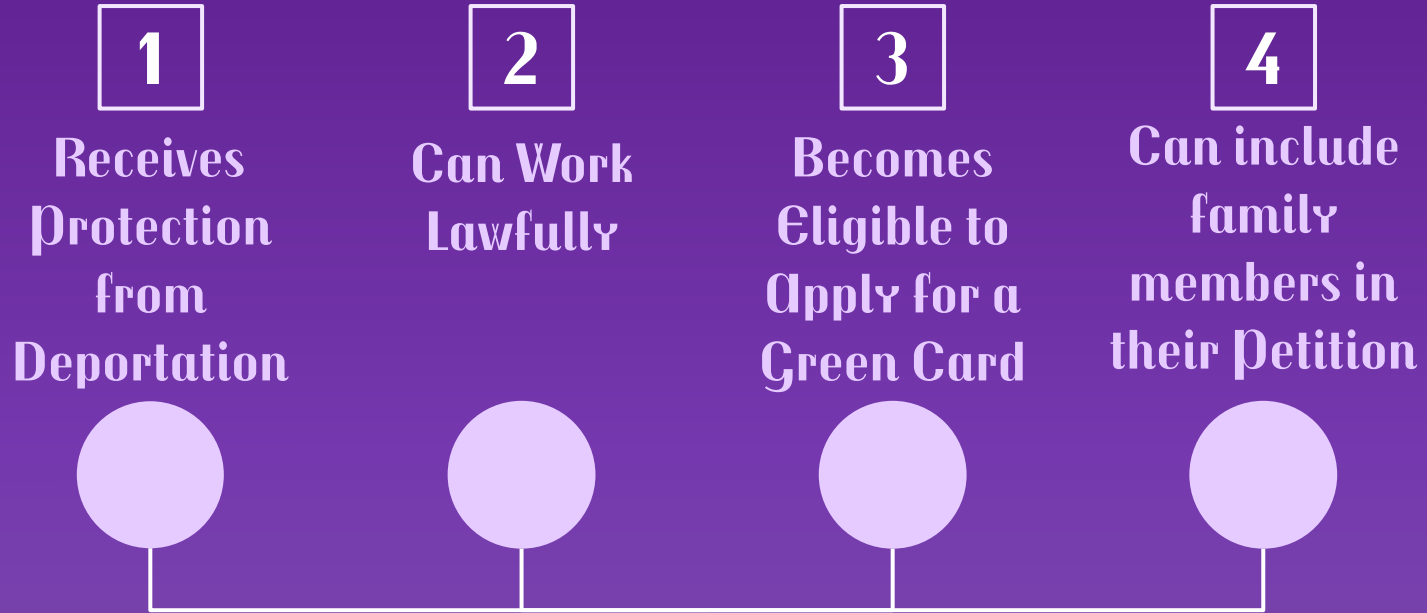 1
Receives
Protection
from
Deportation
2
Can Work
Lawfully
3
Becomes
Eligible to
Apply for a
Green Card
4
Can include
family
members in
their Petition